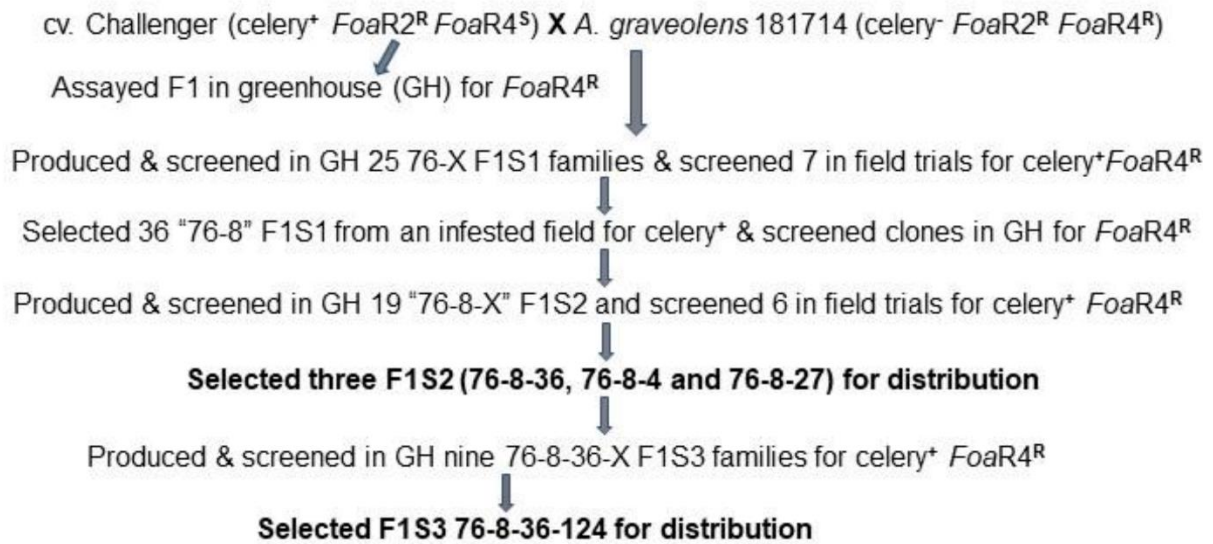 cv. Challenger (celery⁺ FoaR2ᴿ FoaR4ˢ) X A. graveolens 181714 (celery⁻ FoaR2ᴿ FoaR4ᴿ)
Assayed F1 in greenhouse (GH) for FoaR4ᴿ
Produced & screened in GH 25 76-X F1S1 families & screened 7 in field trials for celery⁺FoaR4ᴿ
Selected 36 “76-8” F1S1 from an infested field for celery⁺ & screened clones in GH for FoaR4ᴿ
Produced & screened in GH 19 “76-8-X” F1S2 and screened 6 in field trials for celery⁺ FoaR4ᴿ
Selected three F1S2 (76-8-36, 76-8-4 and 76-8-27) for distribution
Produced & screened in GH nine 76-8-36-X F1S3 families for celery⁺ FoaR4ᴿ
Selected F1S3 76-8-36-124 for distribution